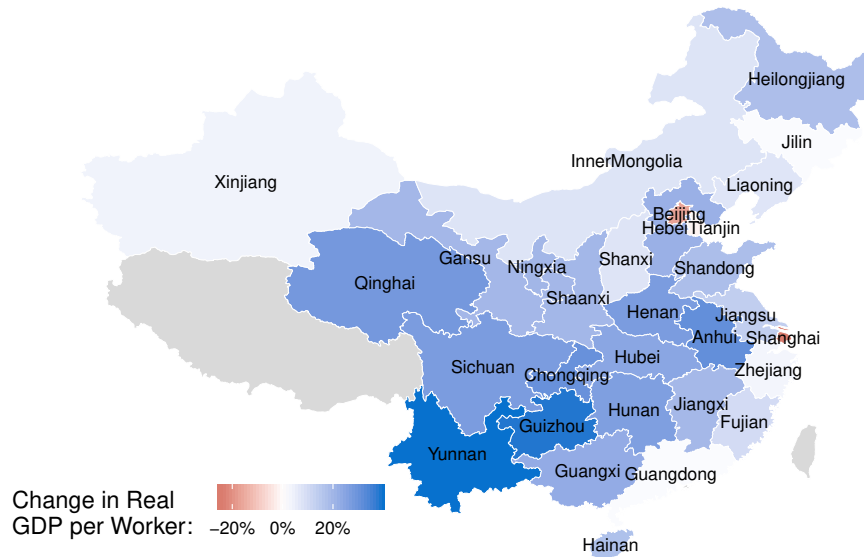 Heilongjiang
Jilin
InnerMongolia
Liaoning
Xinjiang
Beijing
HebeiTianjin
Gansu
Ningxia
Shanxi
Shandong
Qinghai
Shaanxi
Henan
Jiangsu
Anhui
Shanghai
Hubei
Sichuan
Chongqing
Zhejiang
Hunan
Jiangxi
Guizhou
Fujian
Yunnan
Guangxi
Guangdong
Change in Real
GDP per Worker:
−20% 0% 20%
Hainan